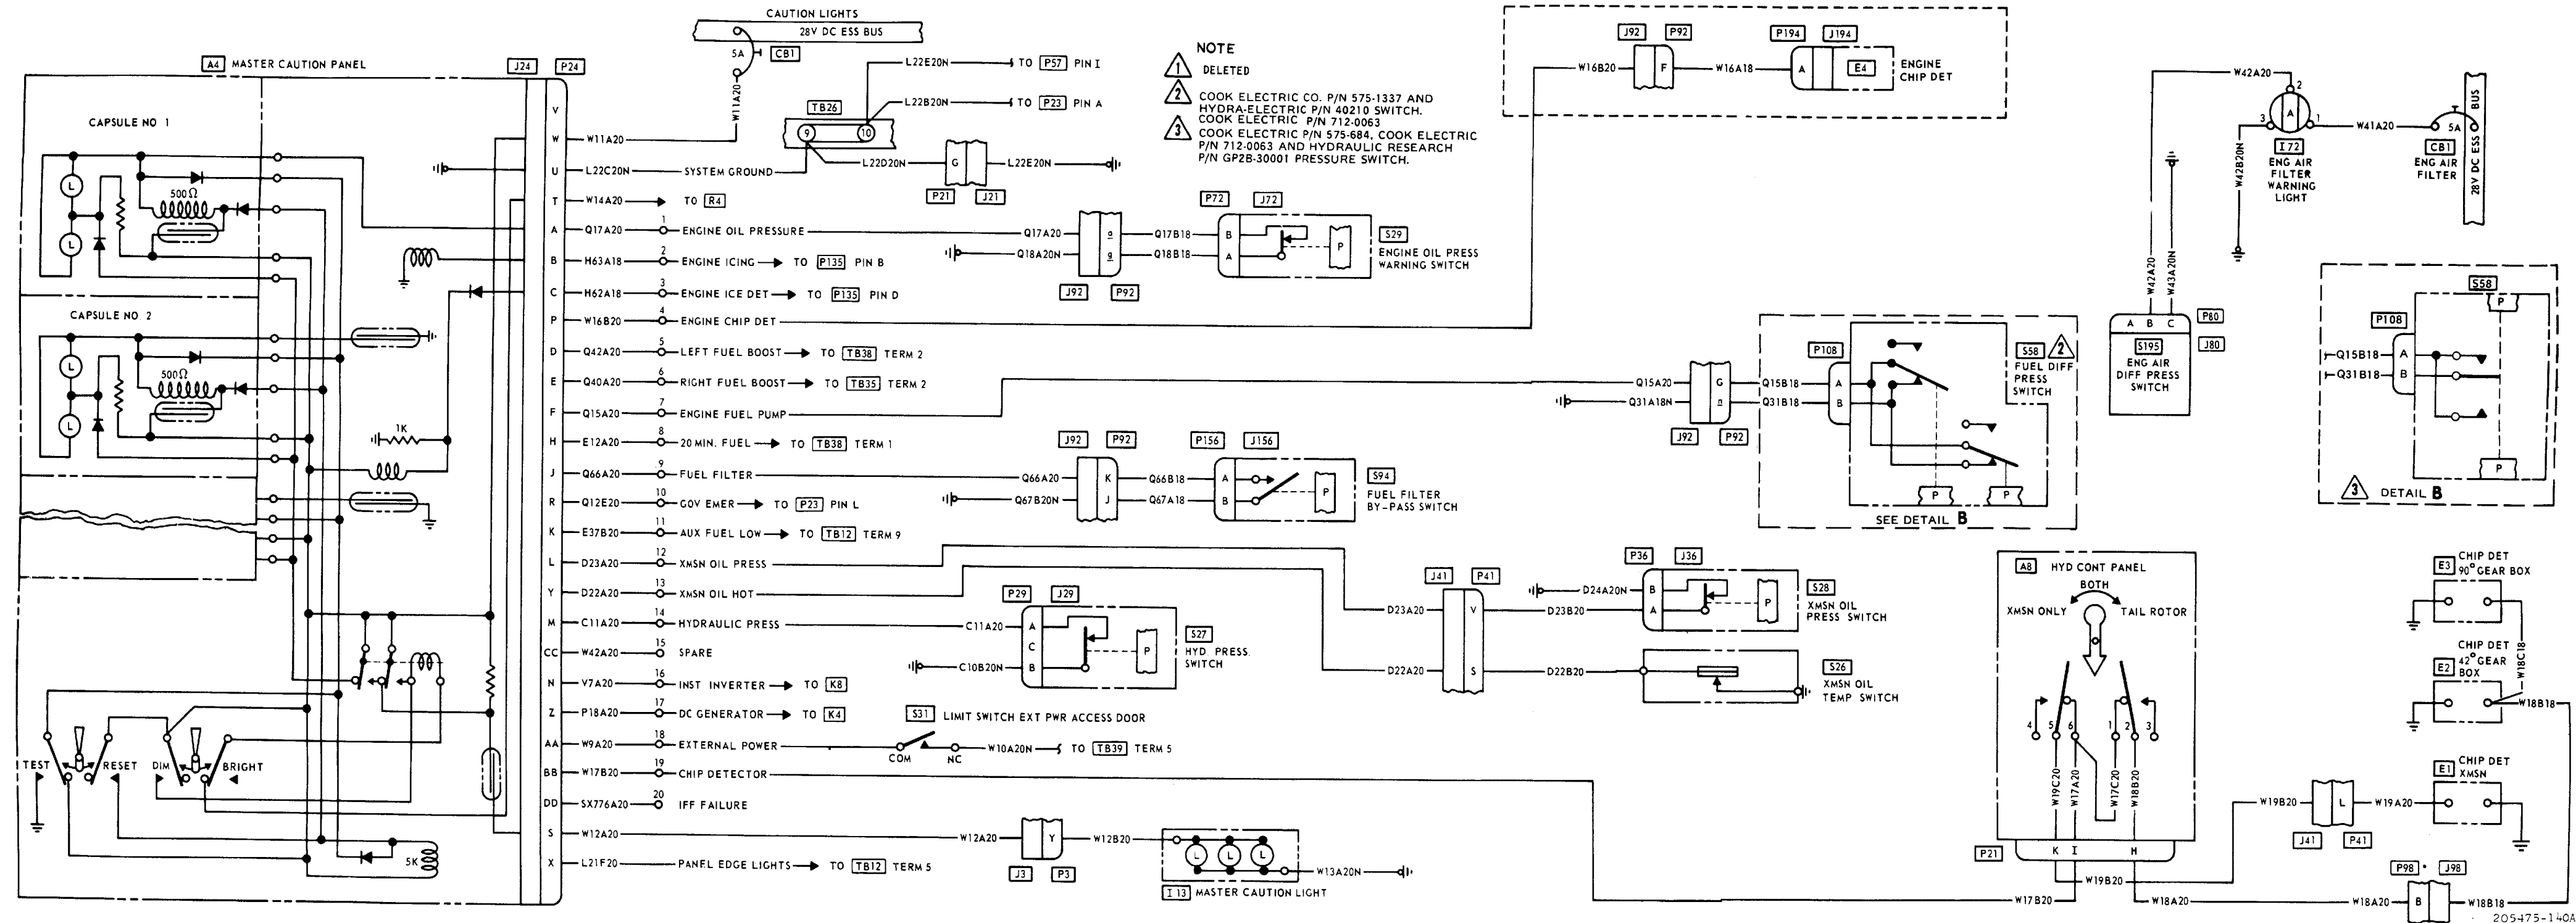 CAUTION LIGHTS
28V DC ESS BUS
5A
CB1
W11A20
A4 MASTER CAUTION PANEL
J24
P24
CAPSULE NO 1
L
L
500Ω
CAPSULE NO. 2
L
L
500Ω
1K
TEST
RESET
DIM
BRIGHT
5K
V
W W11A20
U L22C20N SYSTEM GROUND
T W14A20 TO R4
A Q17A20 1 ENGINE OIL PRESSURE
B H63A18 2 ENGINE ICING TO P135 PIN B
C H62A18 3 ENGINE ICE DET TO P135 PIN D
P W16B20 4 ENGINE CHIP DET
D Q42A20 5 LEFT FUEL BOOST TO TB38 TERM 2
E Q40A20 6 RIGHT FUEL BOOST TO TB35 TERM 2
F Q15A20 7 ENGINE FUEL PUMP
H E12A20 8 20 MIN. FUEL TO TB38 TERM 1
J Q66A20 9 FUEL FILTER
R Q12E20 10 GOV EMER TO P23 PIN L
K E37B20 11 AUX FUEL LOW TO TB12 TERM 9
L D23A20 12 XMSN OIL PRESS
Y D22A20 13 XMSN OIL HOT
M C11A20 14 HYDRAULIC PRESS
CC W42A20 15 SPARE
N V7A20 16 INST INVERTER TO K8
Z P18A20 17 DC GENERATOR TO K4
AA W9A20 18 EXTERNAL POWER
BB W17B20 19 CHIP DETECTOR
DD SX776A20 20 IFF FAILURE
S W12A20
X L21F20 PANEL EDGE LIGHTS TO TB12 TERM 5
TB26
9 10
L22E20N TO P57 PIN I
L22B20N TO P23 PIN A
L22D20N G L22E20N
P21 J21
NOTE
1 DELETED
2 COOK ELECTRIC CO. P/N 575-1337 AND
HYDRA-ELECTRIC P/N 40210 SWITCH.
COOK ELECTRIC P/N 712-0063
3 COOK ELECTRIC P/N 575-684, COOK ELECTRIC
P/N 712-0063 AND HYDRAULIC RESEARCH
P/N GP2B-30001 PRESSURE SWITCH.
P72 J72
Q17A20 a Q17B18 B
Q18A20N g Q18B18 A
P
J92 P92
S29
ENGINE OIL PRESS
WARNING SWITCH
J92 P92
P194 J194
W16B20 F W16A18 A E4
ENGINE
CHIP DET
J92 P92
P156 J156
Q66A20 K Q66B18 A
Q67B20N J Q67A18 B
P
S94
FUEL FILTER
BY-PASS SWITCH
P108
Q15A20 G Q15B18 A
Q31A18N n Q31B18 B
J92 P92
P P
S58 2
FUEL DIFF
PRESS
SWITCH
SEE DETAIL B
W42A20
2
3 A 1
W41A20
5A
28V DC ESS BUS
I72
ENG AIR
FILTER
WARNING
LIGHT
CB1
ENG AIR
FILTER
W42B20N
W42A20
W43A20N
A B C
P80
J80
S195
ENG AIR
DIFF PRESS
SWITCH
S58
P
P108
Q15B18 A
Q31B18 B
P
3 DETAIL B
P29 J29
C11A20 A
C
C10B20N B
P
S27
HYD. PRESS.
SWITCH
S31 LIMIT SWITCH EXT PWR ACCESS DOOR
COM NC
W10A20N TO TB39 TERM 5
J41 P41
P36 J36
D24A20N B
D23A20 V D23B20 A
P
S28
XMSN OIL
PRESS SWITCH
D22A20 S D22B20
S26
XMSN OIL
TEMP SWITCH
W12A20 Y W12B20
J3 P3
L L L
W13A20N
I 13 MASTER CAUTION LIGHT
A8 HYD CONT PANEL
BOTH
XMSN ONLY TAIL ROTOR
4 5 6 1 2 3
W19C20
W17A20
W17C20
W18B20
P21
K I H
W19B20
W17B20
W18A20
E3 CHIP DET
90° GEAR BOX
W18C18
E2 CHIP DET
42° GEAR
BOX
W18B18
E1 CHIP DET
XMSN
W19B20 L W19A20
J41 P41
P98 J98
W18A20 B W18B18
205475-140A